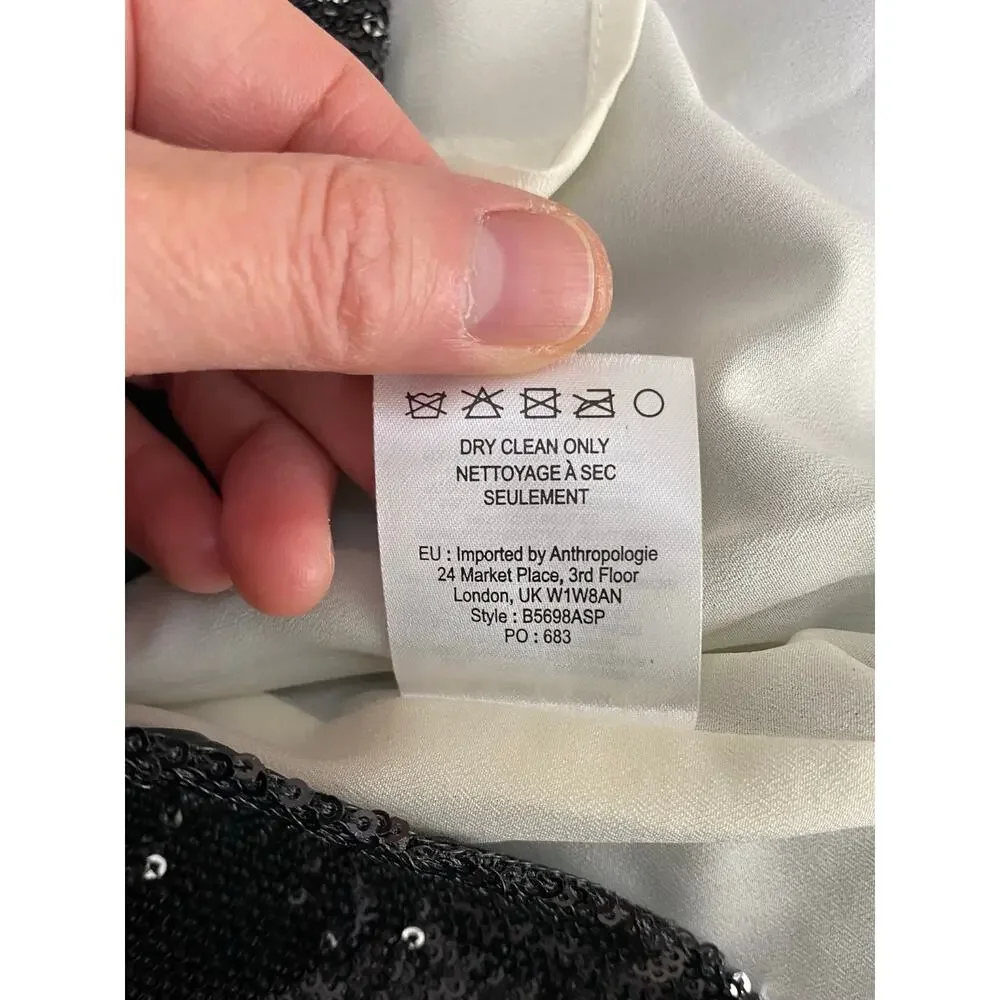 DRY CLEAN ONLY
NETTOYAGE À SEC
SEULEMENT
EU : Imported by Anthropologie
24 Market Place, 3rd Floor
London, UK W1W8AN
Style : B5698ASP
PO : 683